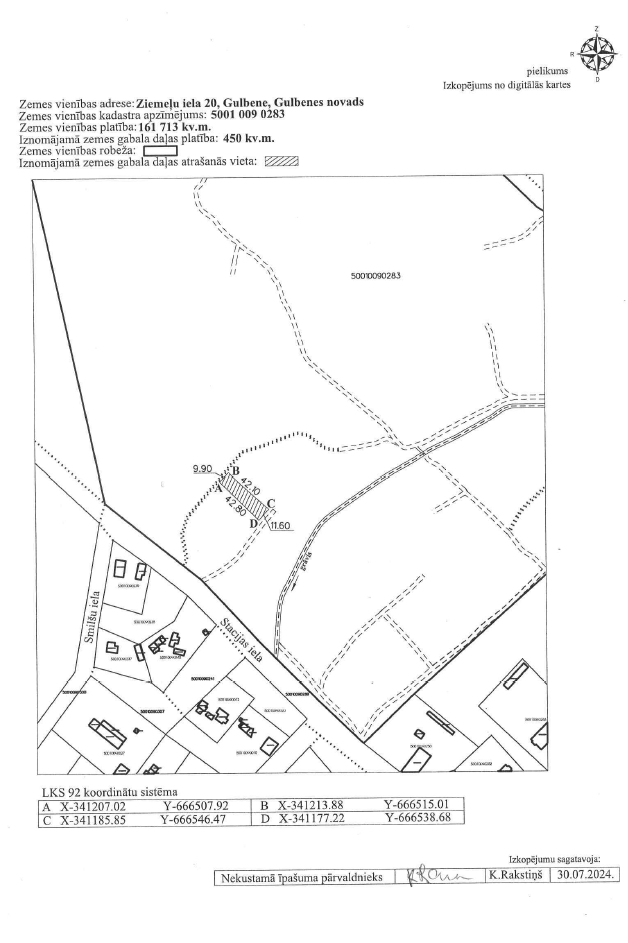 Z
R
D
pielikums
Izkopējums no digitālās kartes
Zemes vienības adrese: Ziemeļu iela 20, Gulbene, Gulbenes novads
Zemes vienības kadastra apzīmējums: 5001 009 0283
Zemes vienības platība: 161 713 kv.m.
Iznomājamā zemes gabala daļas platība: 450 kv.m.
Zemes vienības robeža:
Iznomājamā zemes gabala daļas atrašanās vieta:
50010090283
9.90
B
42.10
A
C
42.80
D
11.60
grāvis
Smilšu iela
Stacijas iela
LKS 92 koordinātu sistēma
A X-341207.02 Y-666507.92 B X-341213.88 Y-666515.01
C X-341185.85 Y-666546.47 D X-341177.22 Y-666538.68
Izkopējumu sagatavoja:
Nekustamā īpašuma pārvaldnieks K.Rakstiņš 30.07.2024.